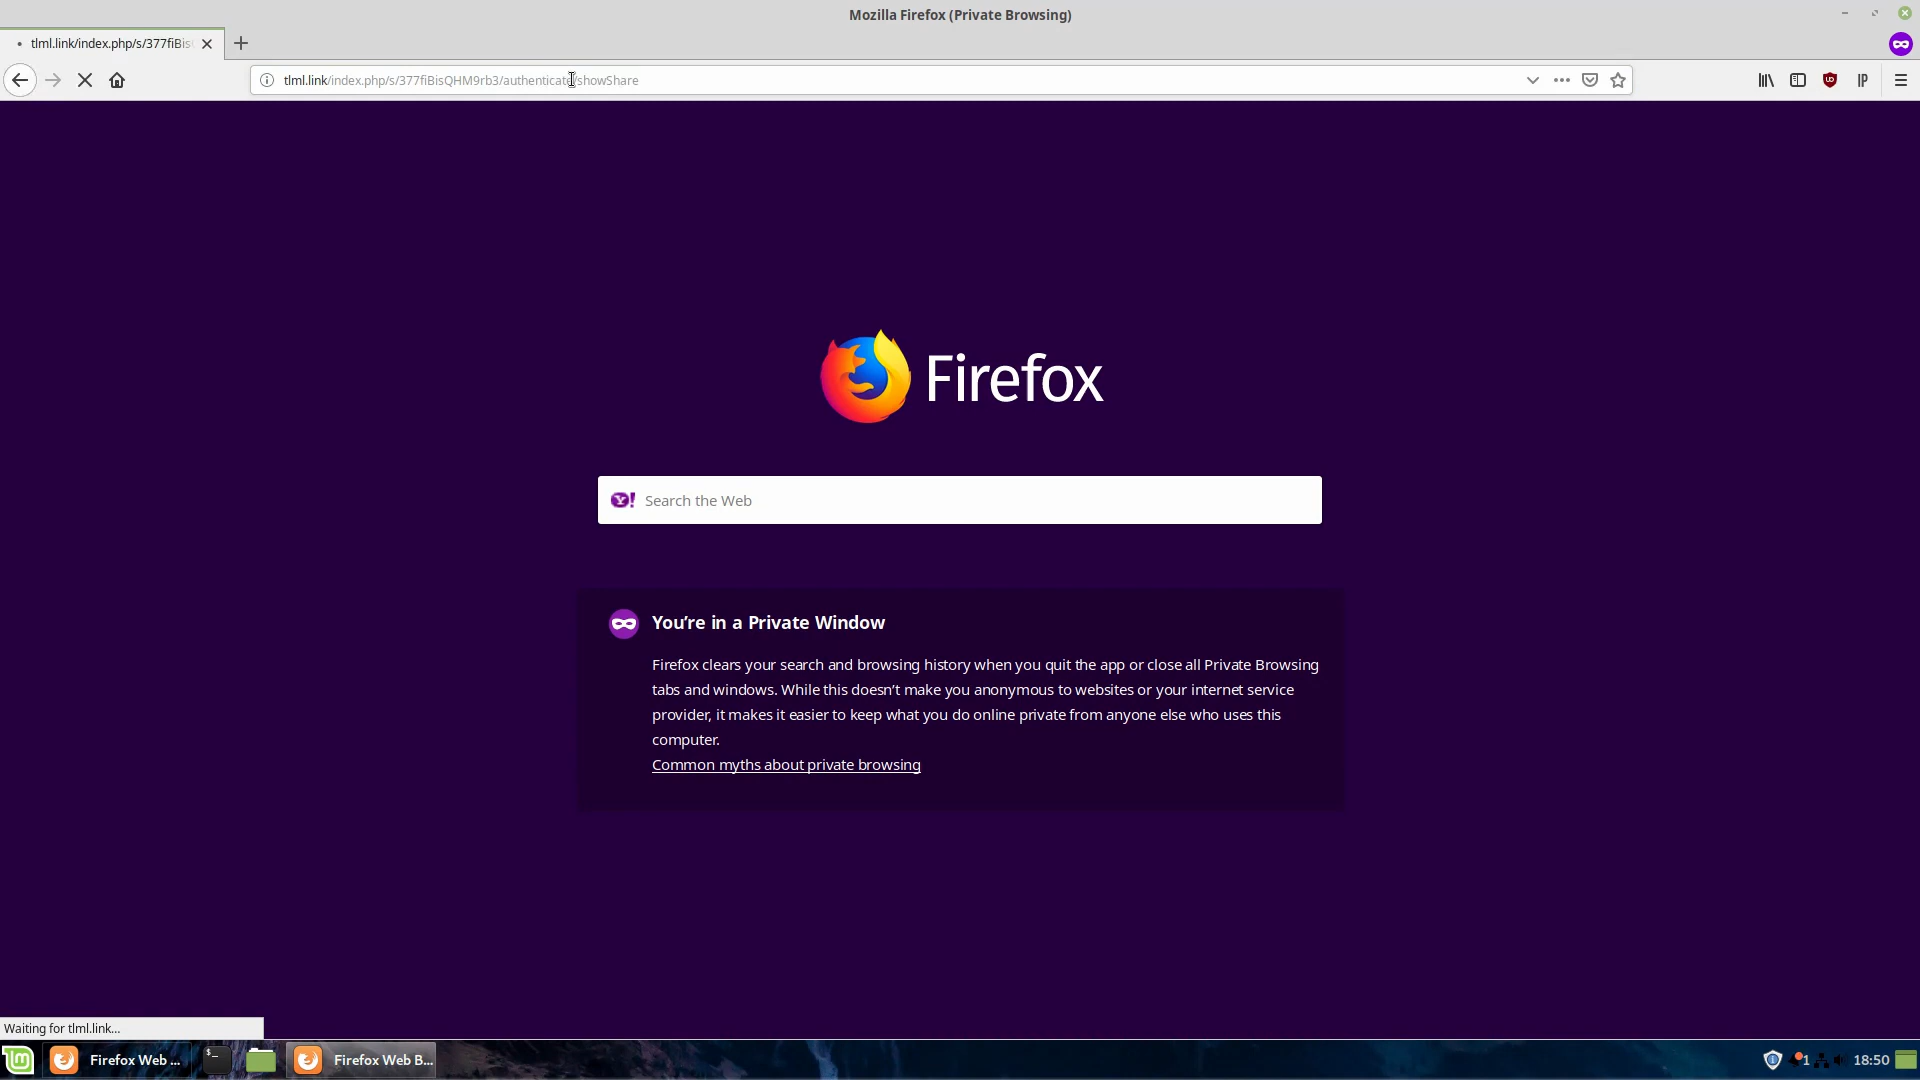 Mozilla Firefox (Private Browsing)
tlml.link/index.php/s/377fiBis
tlml.link/index.php/s/377fiBisQHM9rb3/authenticate/showShare
Firefox
Y! Search the Web
You’re in a Private Window
Firefox clears your search and browsing history when you quit the app or close all Private Browsing
tabs and windows. While this doesn’t make you anonymous to websites or your internet service
provider, it makes it easier to keep what you do online private from anyone else who uses this
computer.
Common myths about private browsing
Waiting for tlml.link...
Firefox Web ...
Firefox Web B...
1
18:50